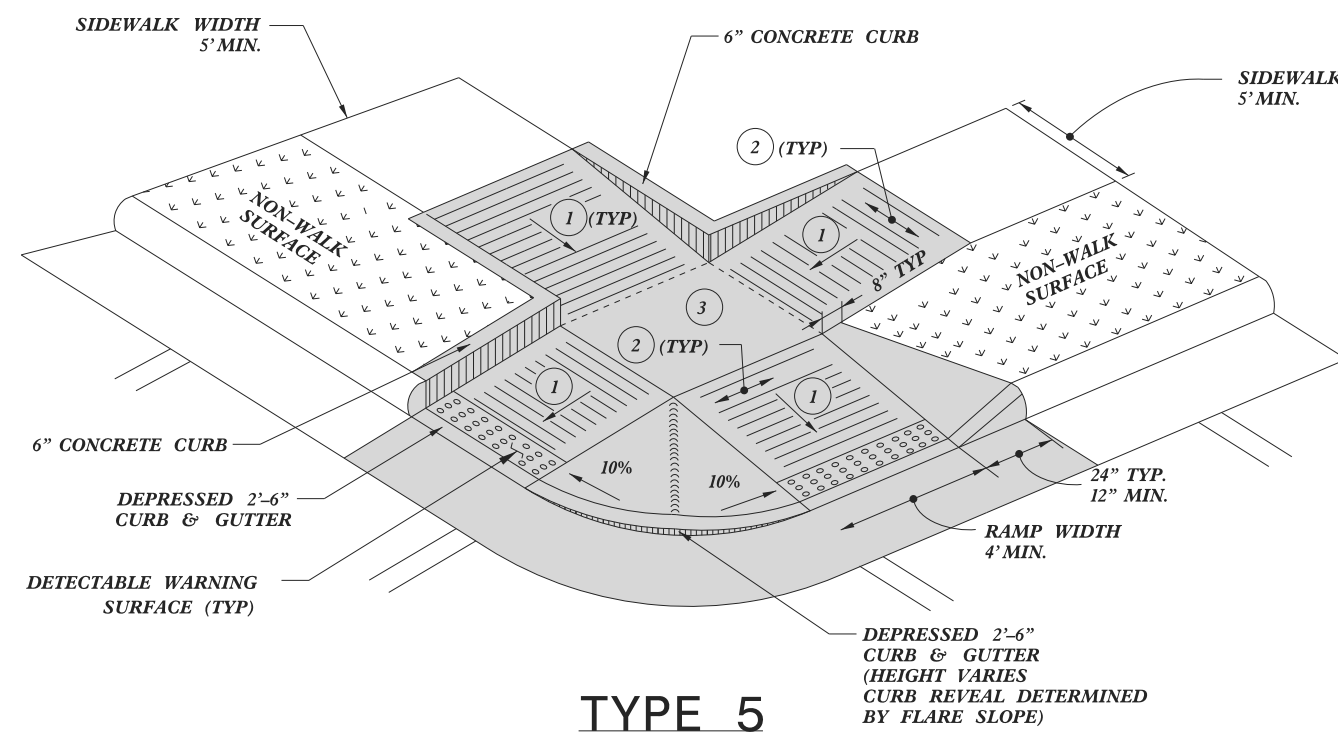 SIDEWALK WIDTH
5' MIN.
6" CONCRETE CURB
SIDEWALK
5' MIN.
2 (TYP)
1 (TYP)
1
NON-WALK
SURFACE
8" TYP
NON-WALK
SURFACE
3
2 (TYP)
1
1
6" CONCRETE CURB
10%
10%
24" TYP.
12" MIN.
DEPRESSED 2'-6"
CURB & GUTTER
RAMP WIDTH
4' MIN.
DETECTABLE WARNING
SURFACE (TYP)
DEPRESSED 2'-6"
CURB & GUTTER
(HEIGHT VARIES
CURB REVEAL DETERMINED
BY FLARE SLOPE)
TYPE 5